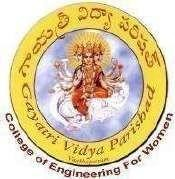 గాయత్రి విద్యా పరిషత్
Gayatri Vidya Parishad
College of Engineering For Women